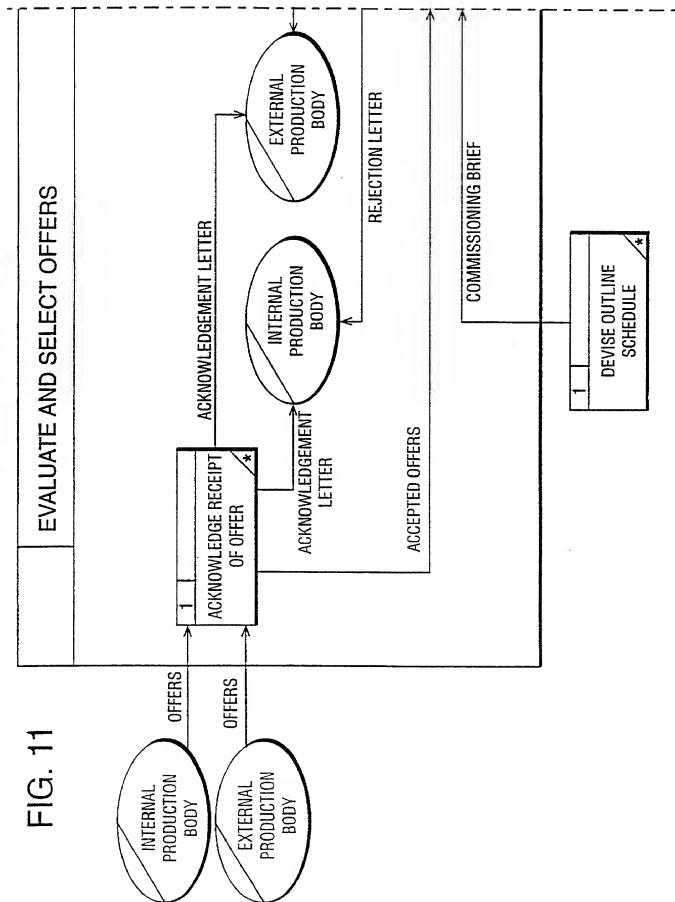 FIG. 11
EVALUATE AND SELECT OFFERS
INTERNAL
PRODUCTION
BODY
OFFERS
EXTERNAL
PRODUCTION
BODY
OFFERS
1
ACKNOWLEDGE RECEIPT
OF OFFER
*
ACKNOWLEDGEMENT LETTER
ACKNOWLEDGEMENT
LETTER
EXTERNAL
PRODUCTION
BODY
INTERNAL
PRODUCTION
BODY
REJECTION LETTER
ACCEPTED OFFERS
COMMISSIONING BRIEF
1
DEVISE OUTLINE
SCHEDULE
*